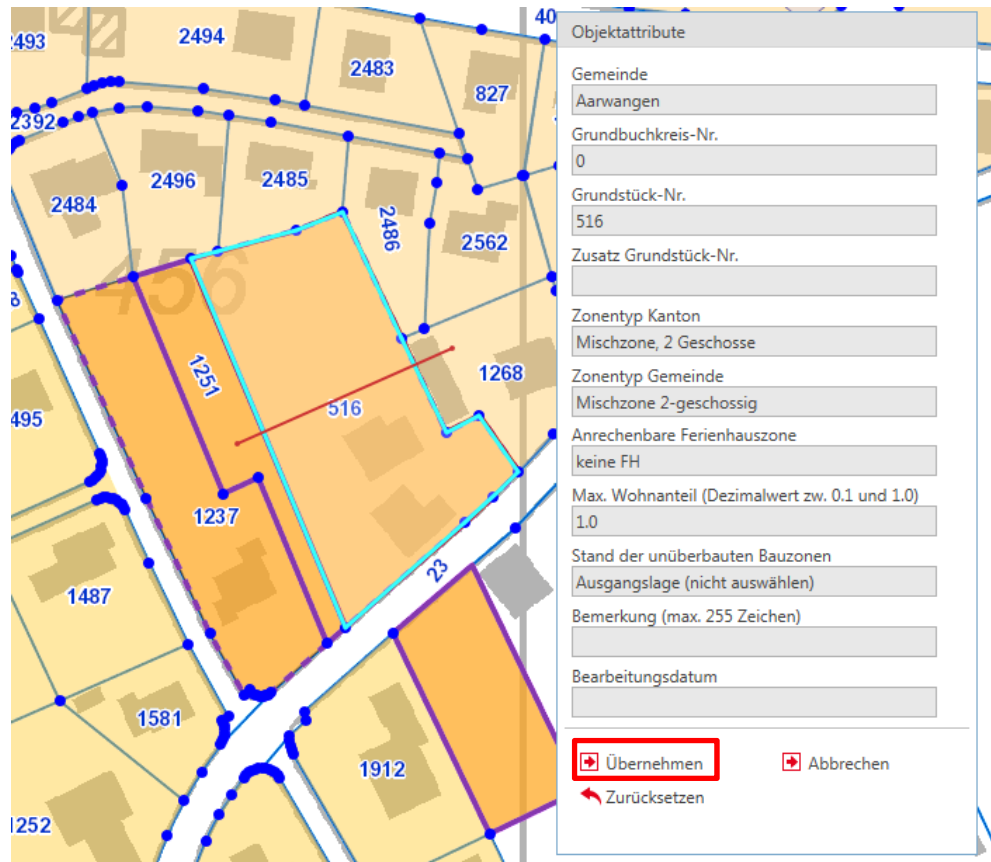 2493
2494
2483
40
827
2392
2484
2496
2485
2486
2562
456
1251
516
1268
495
1237
23
1487
1581
1912
1252
Objektattribute
Gemeinde
Aarwangen
Grundbuchkreis-Nr.
0
Grundstück-Nr.
516
Zusatz Grundstück-Nr.
Zonentyp Kanton
Mischzone, 2 Geschosse
Zonentyp Gemeinde
Mischzone 2-geschossig
Anrechenbare Ferienhauszone
keine FH
Max. Wohnanteil (Dezimalwert zw. 0.1 und 1.0)
1.0
Stand der unüberbauten Bauzonen
Ausgangslage (nicht auswählen)
Bemerkung (max. 255 Zeichen)
Bearbeitungsdatum
Übernehmen
Abbrechen
Zurücksetzen